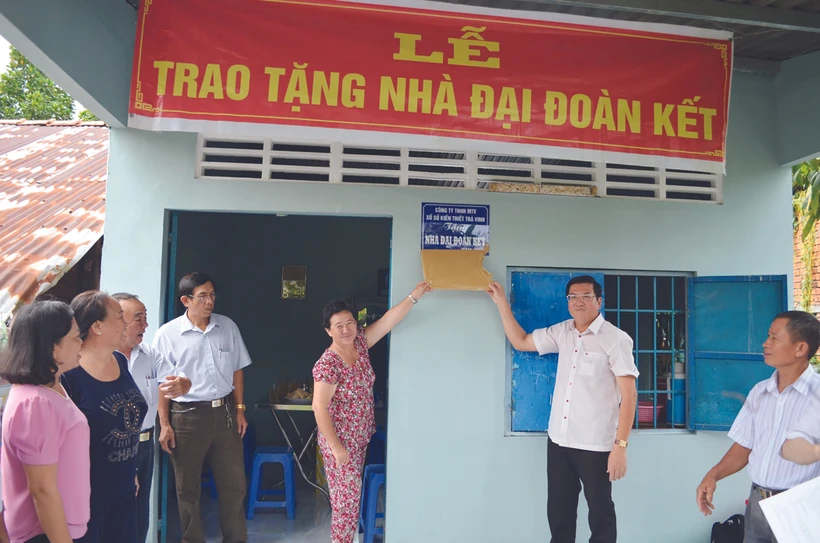 LỄ
TRAO TẶNG NHÀ ĐẠI ĐOÀN KẾT
CÔNG TY TNHH MTV
XỔ SỐ KIẾN THIẾT TRÀ VINH
Tặng
NHÀ ĐẠI ĐOÀN KẾT
CHAN